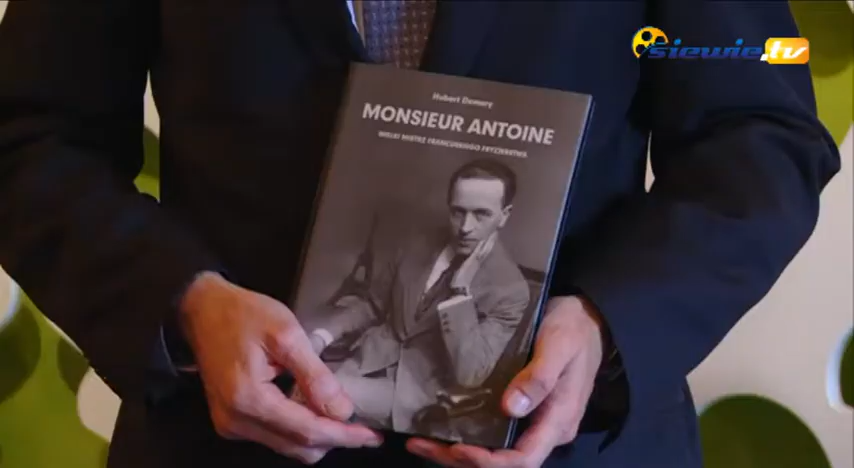 siewie.tv
Hubert Demory
MONSIEUR ANTOINE
WIELKI MISTRZ FRANCUSKIEGO FRYZJERSTWA